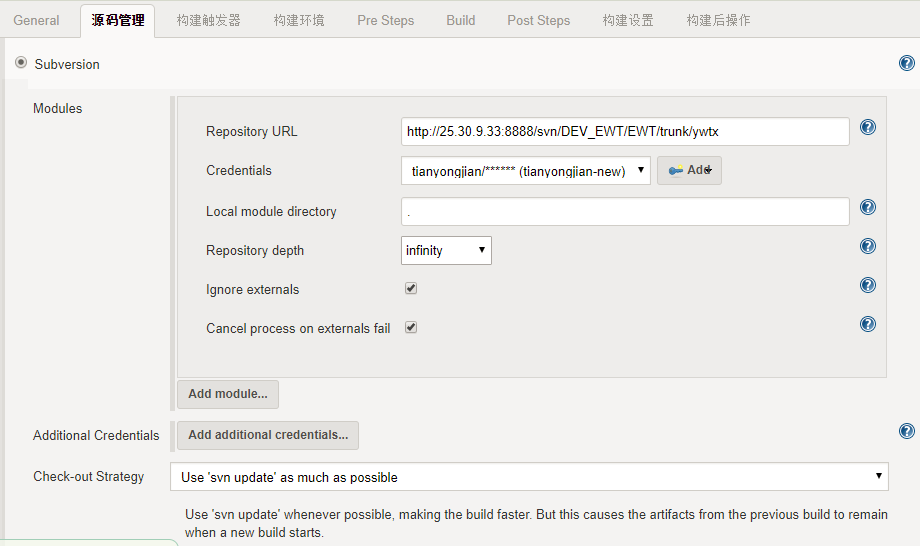 General 源码管理 构建触发器 构建环境 Pre Steps Build Post Steps 构建设置 构建后操作
Subversion
Modules
Repository URL http://25.30.9.33:8888/svn/DEV_EWT/EWT/trunk/ywtx
Credentials tianyongjian/****** (tianyongjian-new) Add
Local module directory .
Repository depth infinity
Ignore externals
Cancel process on externals fail
Add module...
Additional Credentials Add additional credentials...
Check-out Strategy Use 'svn update' as much as possible
Use 'svn update' whenever possible, making the build faster. But this causes the artifacts from the previous build to remain
when a new build starts.